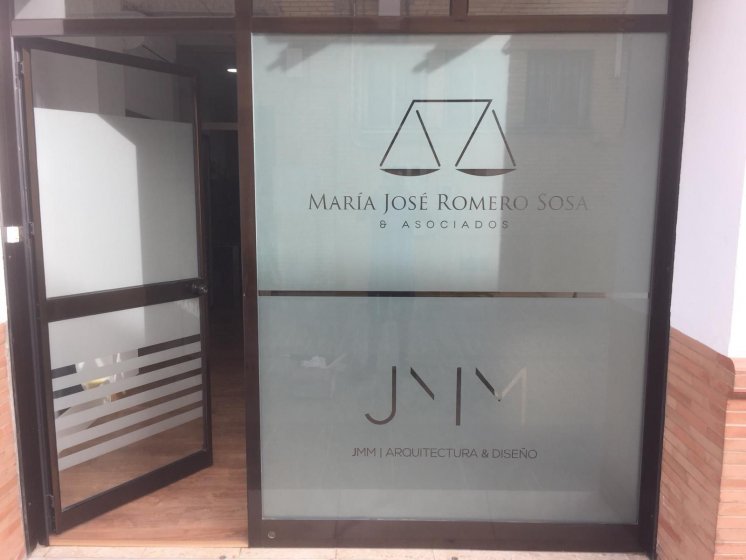 MARÍA JOSÉ ROMERO SOSA
& ASOCIADOS
JMM
JMM | ARQUITECTURA & DISEÑO